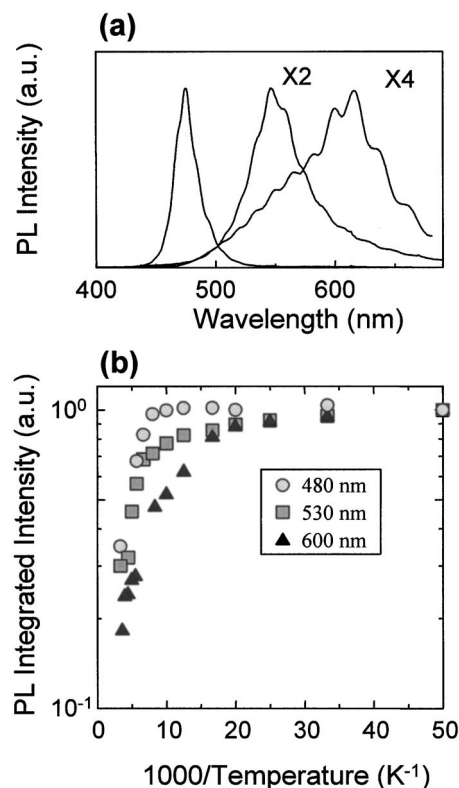 (a)
PL Intensity (a.u.)
X2
X4
400
500
600
Wavelength (nm)
(b)
PL Integrated Intensity (a.u.)
10⁰
480 nm
530 nm
600 nm
10⁻¹
0 10 20 30 40 50
1000/Temperature (K⁻¹)